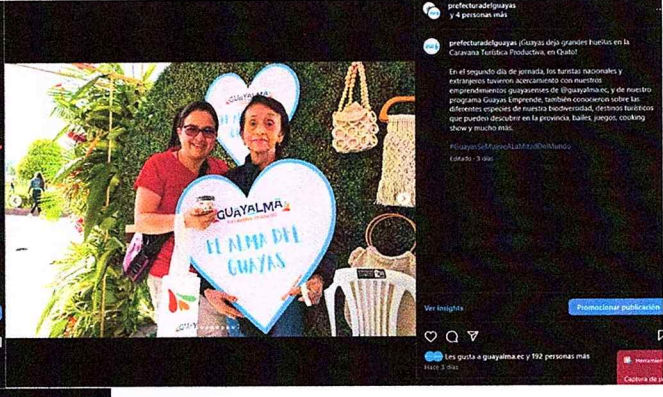 prefecturadelguayas
y 4 personas más
prefecturadelguayas ¡Guayas deja grandes huellas en la
Caravana Turística Productiva, en Quito!
En el segundo día de jornada, los turistas nacionales y
extranjeros tuvieron acercamiento con nuestros
emprendimientos guayasenses de @guayalma.ec, y de nuestro
programa Guayas Emprende, también conocieron sobre las
diferentes especies de nuestra biodiversidad, destinos turísticos
que pueden descubrir en la provincia, bailes, juegos, cooking
show y mucho más.
#GuayasSeMueveALaMitadDelMundo
Editado · 3 días
GUAYALMA
EL ALMA DEL
GUAYAS
Ver insights
Promocionar publicación
Les gusta a guayalma.ec y 192 personas más
Hace 3 días
Captura de